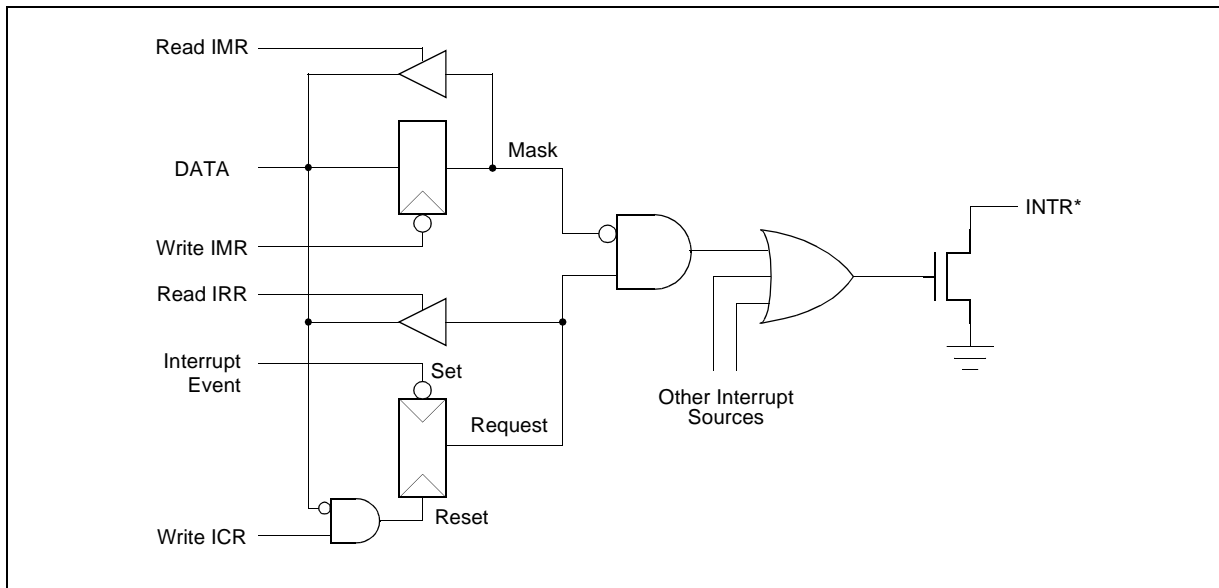 Read IMR
DATA
Mask
INTR*
Write IMR
Read IRR
Interrupt
Event
Set
Request
Other Interrupt
Sources
Reset
Write ICR